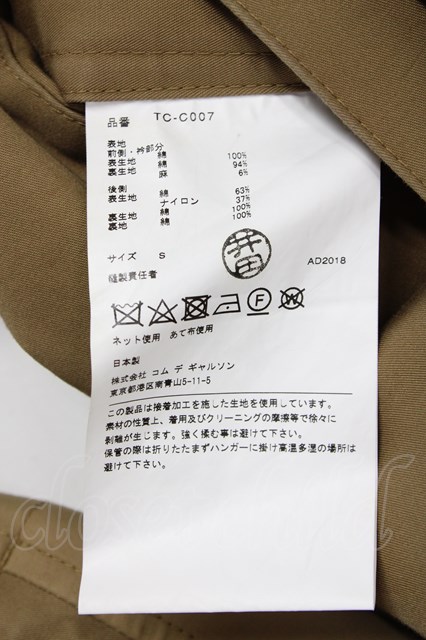 品番 TC-C007
表地
前側・衿部分
表生地 綿 100%
裏生地 綿 94%
麻 6%
後側 綿 63%
表生地 ナイロン 37%
裏生地 綿 100%
裏地 綿 100%
サイズ S
縫製責任者
井田
AD2018
F
W
ネット使用 あて布使用
日本製
株式会社 コム デ ギャルソン
東京都港区南青山5-11-5
この製品は接着加工を施した生地を使用しています。
素材の性質上、着用及びクリーニングの摩擦等で徐々に
剥離が生じます。強く揉む事は避けて下さい。
保管の際は折りたたまずハンガーに掛け高温多湿の場所は
避けて下さい。